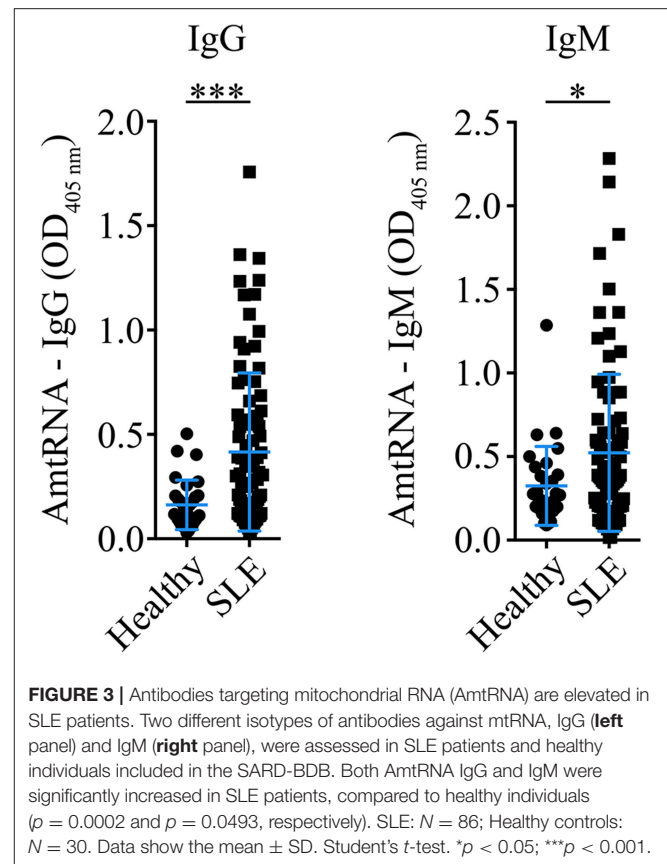 IgG
***
AmtRNA - IgG (OD405 nm)
2.0
1.5
1.0
0.5
0.0
Healthy
SLE
IgM
*
AmtRNA - IgM (OD405 nm)
2.5
2.0
1.5
1.0
0.5
0.0
Healthy
SLE
FIGURE 3 | Antibodies targeting mitochondrial RNA (AmtRNA) are elevated in
SLE patients. Two different isotypes of antibodies against mtRNA, IgG (left
panel) and IgM (right panel), were assessed in SLE patients and healthy
individuals included in the SARD-BDB. Both AmtRNA IgG and IgM were
significantly increased in SLE patients, compared to healthy individuals
(p = 0.0002 and p = 0.0493, respectively). SLE: N = 86; Healthy controls:
N = 30. Data show the mean ± SD. Student's t-test. *p < 0.05; ***p < 0.001.